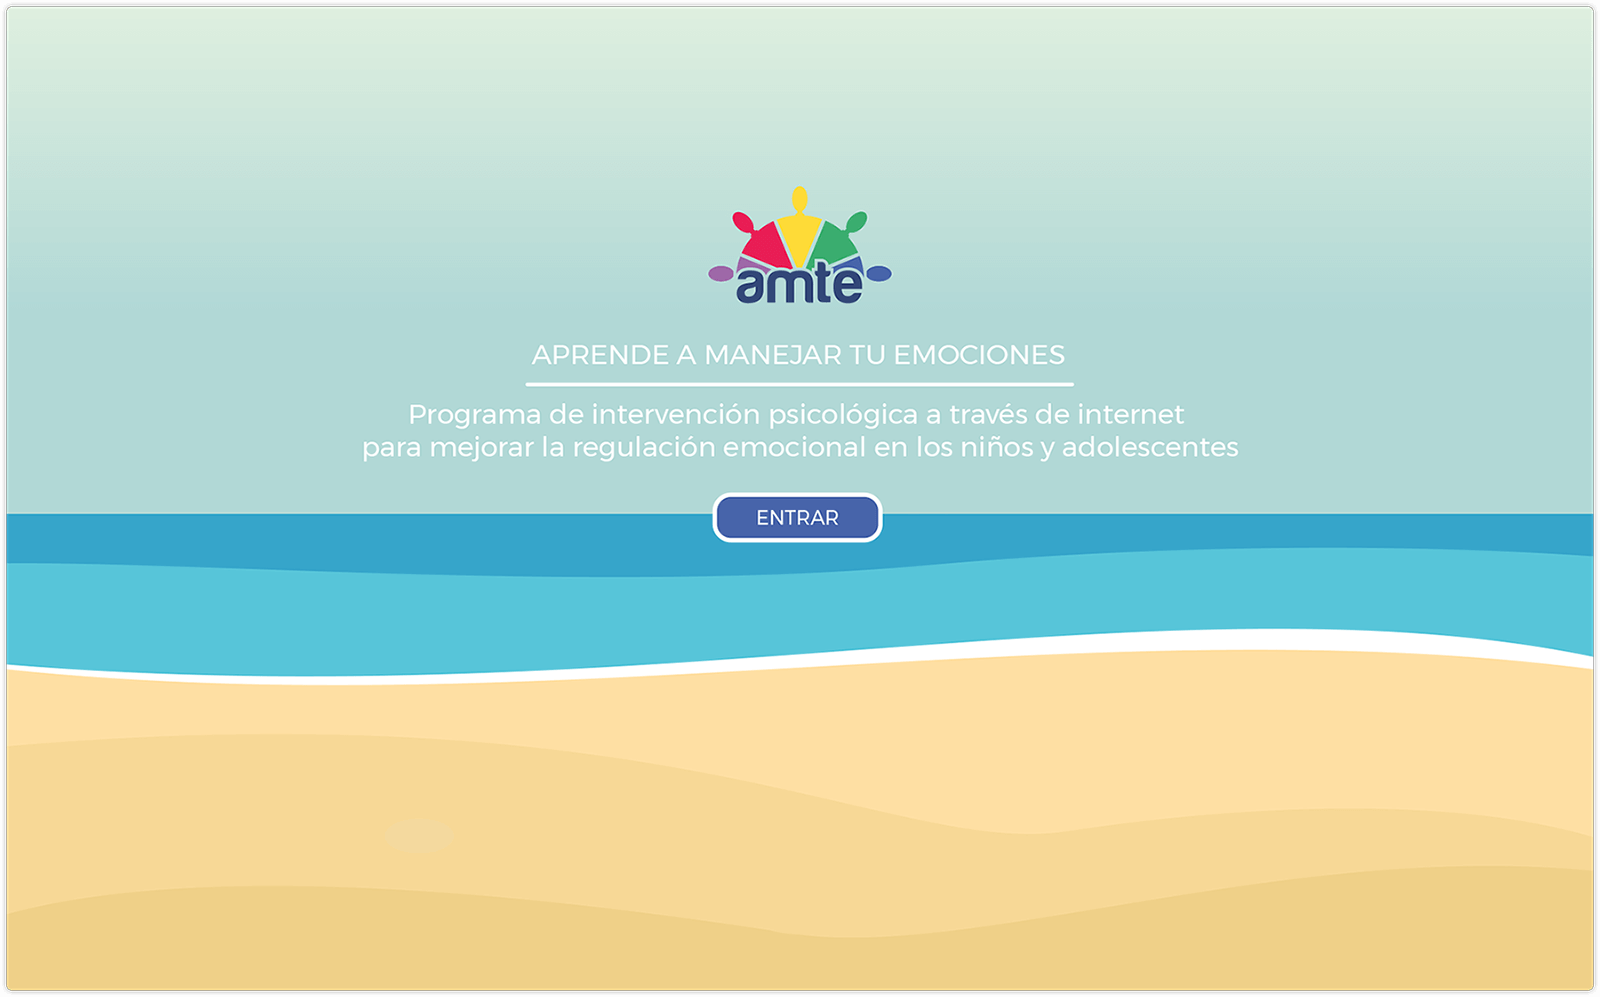 amte
APRENDE A MANEJAR TU EMOCIONES
Programa de intervención psicológica a través de internet
para mejorar la regulación emocional en los niños y adolescentes
ENTRAR